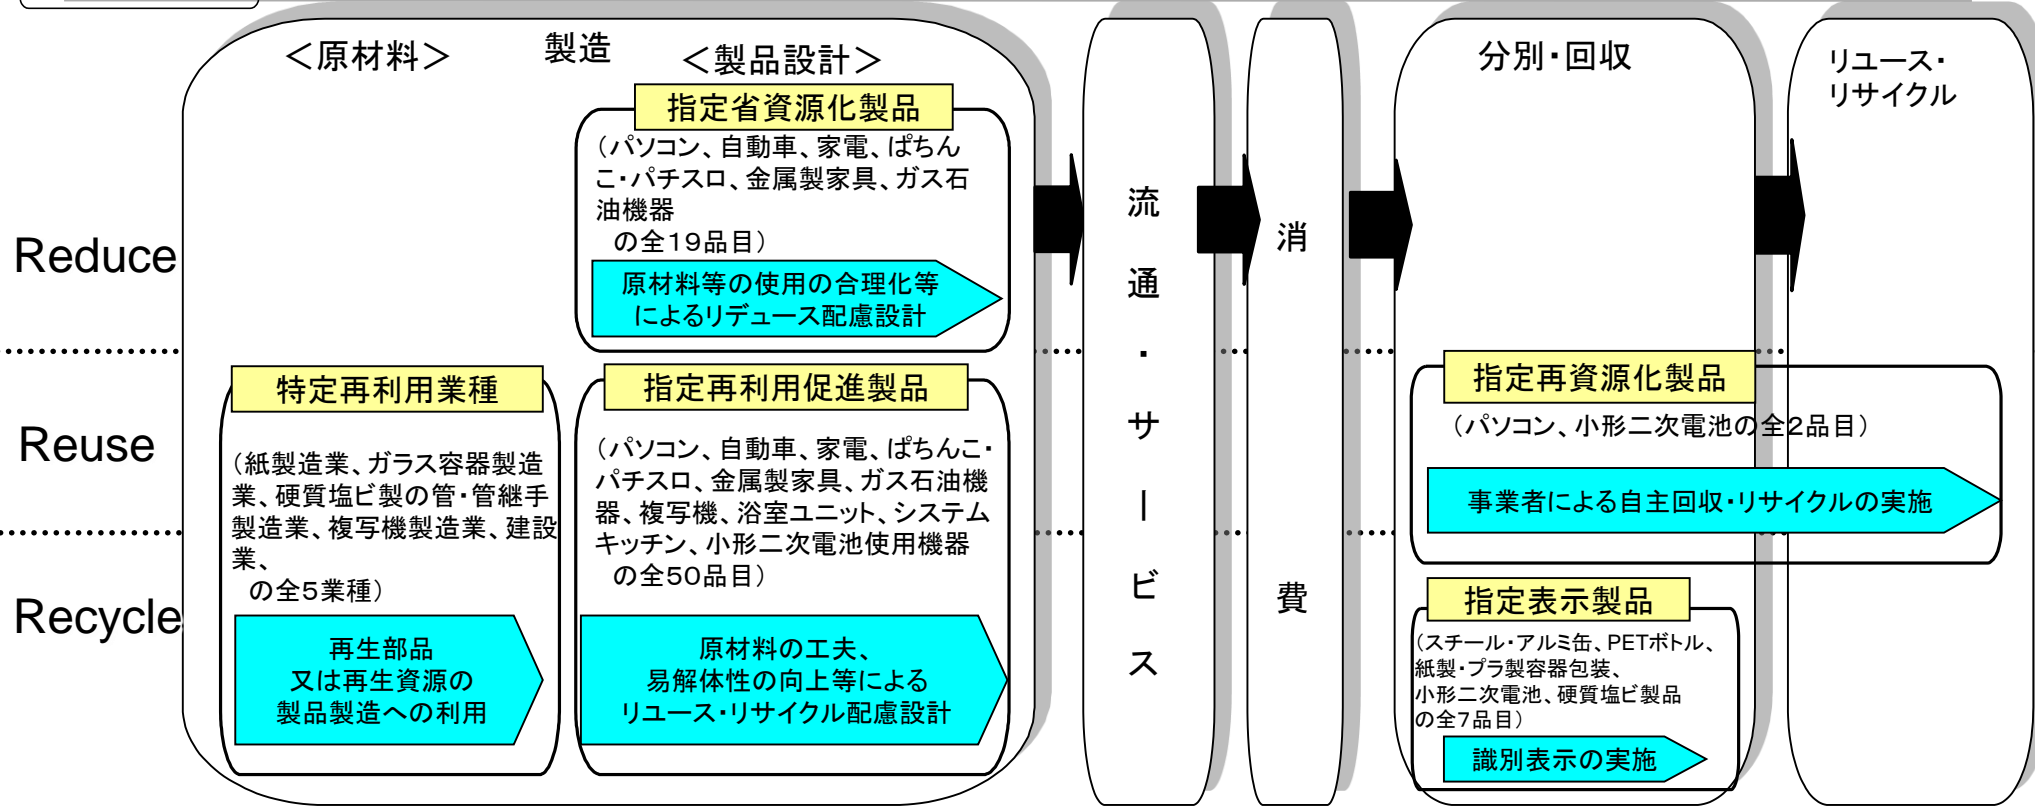 製造
＜原材料＞
＜製品設計＞
指定省資源化製品
（パソコン、自動車、家電、ぱちん
こ・パチスロ、金属製家具、ガス石
油機器
の全19品目）
原材料等の使用の合理化等
によるリデュース配慮設計
特定再利用業種
（紙製造業、ガラス容器製造
業、硬質塩ビ製の管・管継手
製造業、複写機製造業、建設
業、
の全5業種）
再生部品
又は再生資源の
製品製造への利用
指定再利用促進製品
（パソコン、自動車、家電、ぱちんこ・
パチスロ、金属製家具、ガス石油機
器、複写機、浴室ユニット、システム
キッチン、小形二次電池使用機器
の全50品目）
原材料の工夫、
易解体性の向上等による
リユース・リサイクル配慮設計
流通・サービス
消費
分別・回収
リユース・
リサイクル
指定再資源化製品
（パソコン、小形二次電池の全2品目）
事業者による自主回収・リサイクルの実施
指定表示製品
（スチール・アルミ缶、PETボトル、
紙製・プラ製容器包装、
小形二次電池、硬質塩ビ製品
の全7品目）
識別表示の実施
Reduce
Reuse
Recycle